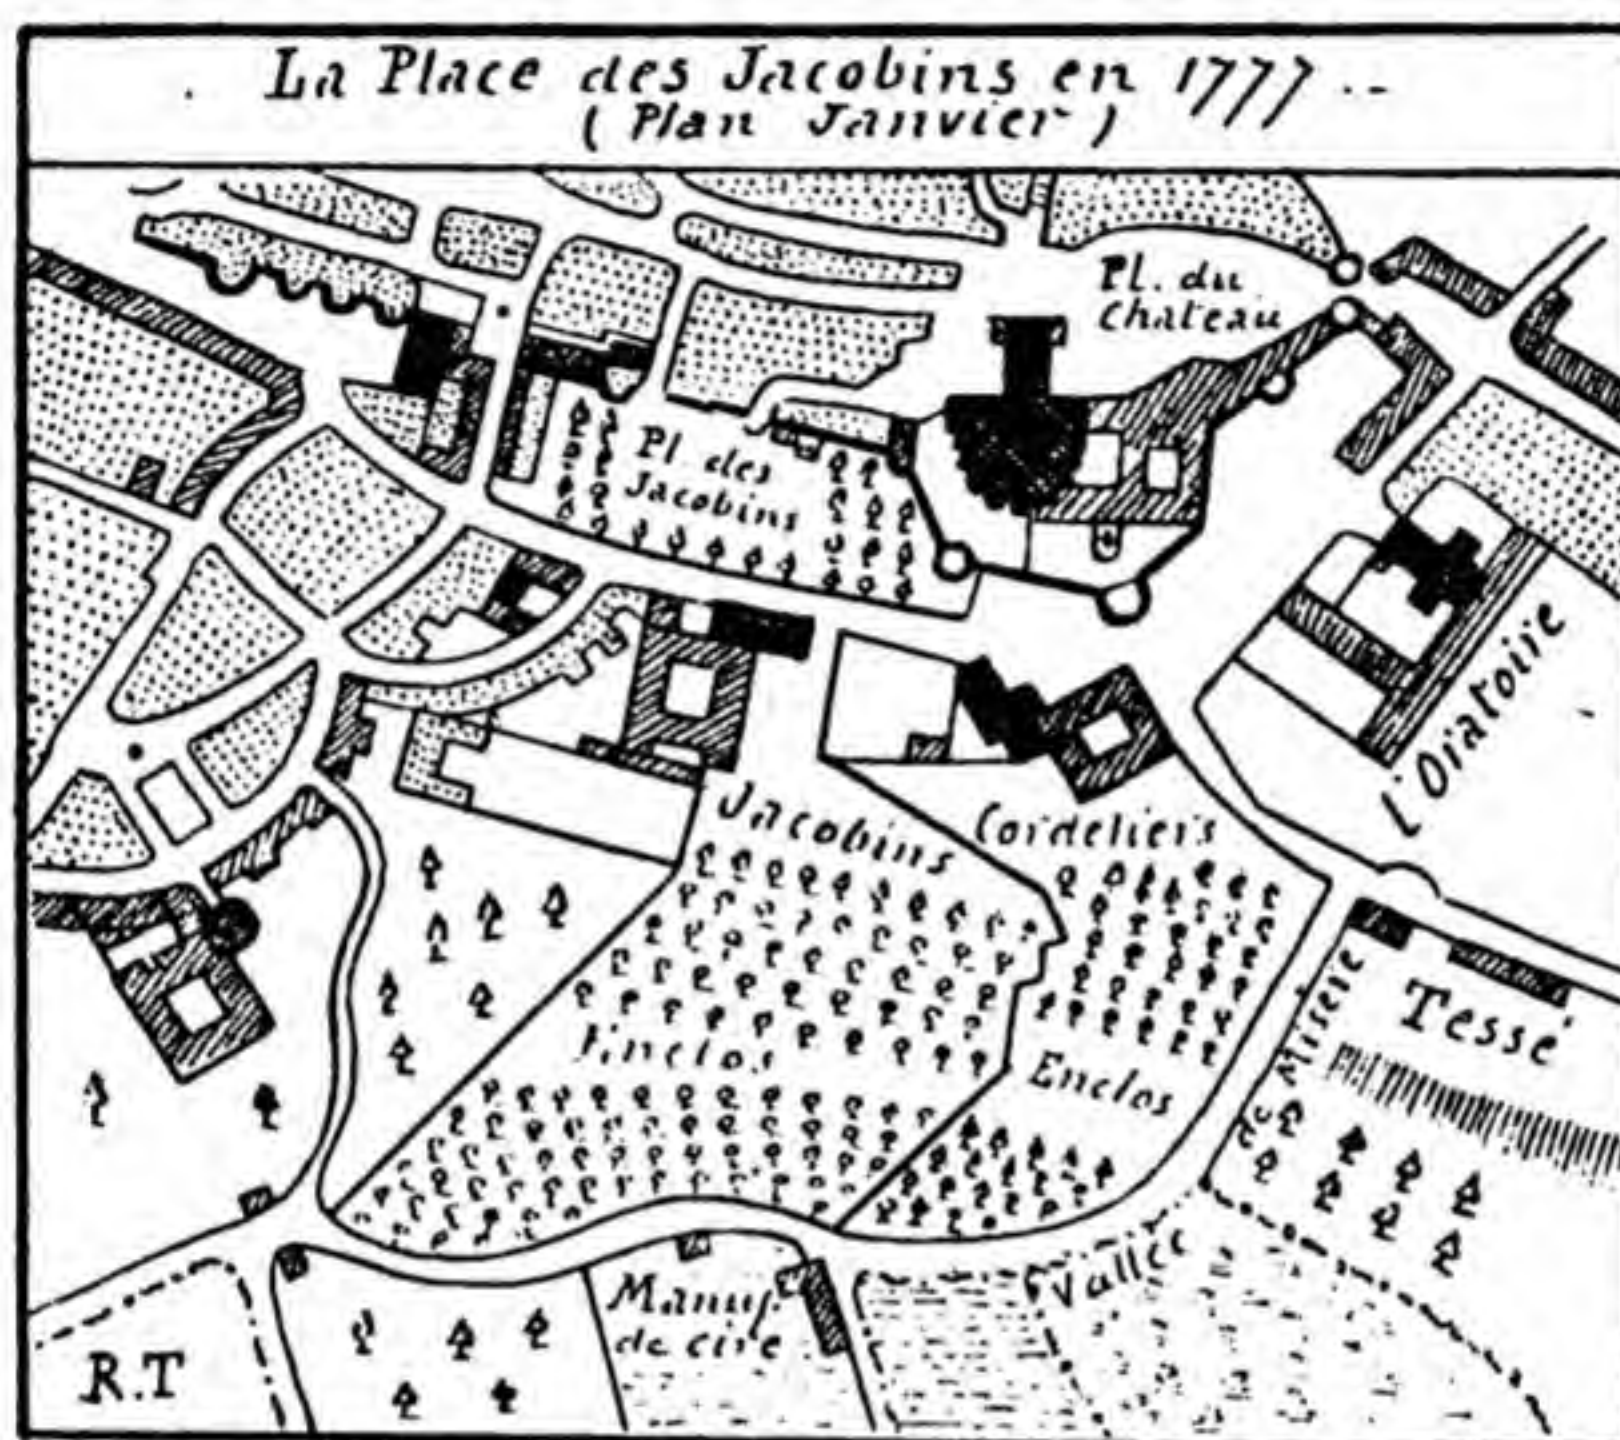 La Place des Jacobins en 1777
( Plan Janvier )
Pl. du
Chateau
Pl des
Jacobins
L'Oratoire
Jacobins
Cordeliers
Enclos
Enclos
Tessé
Vallée de Misere
Manuf.
de cire
R.T